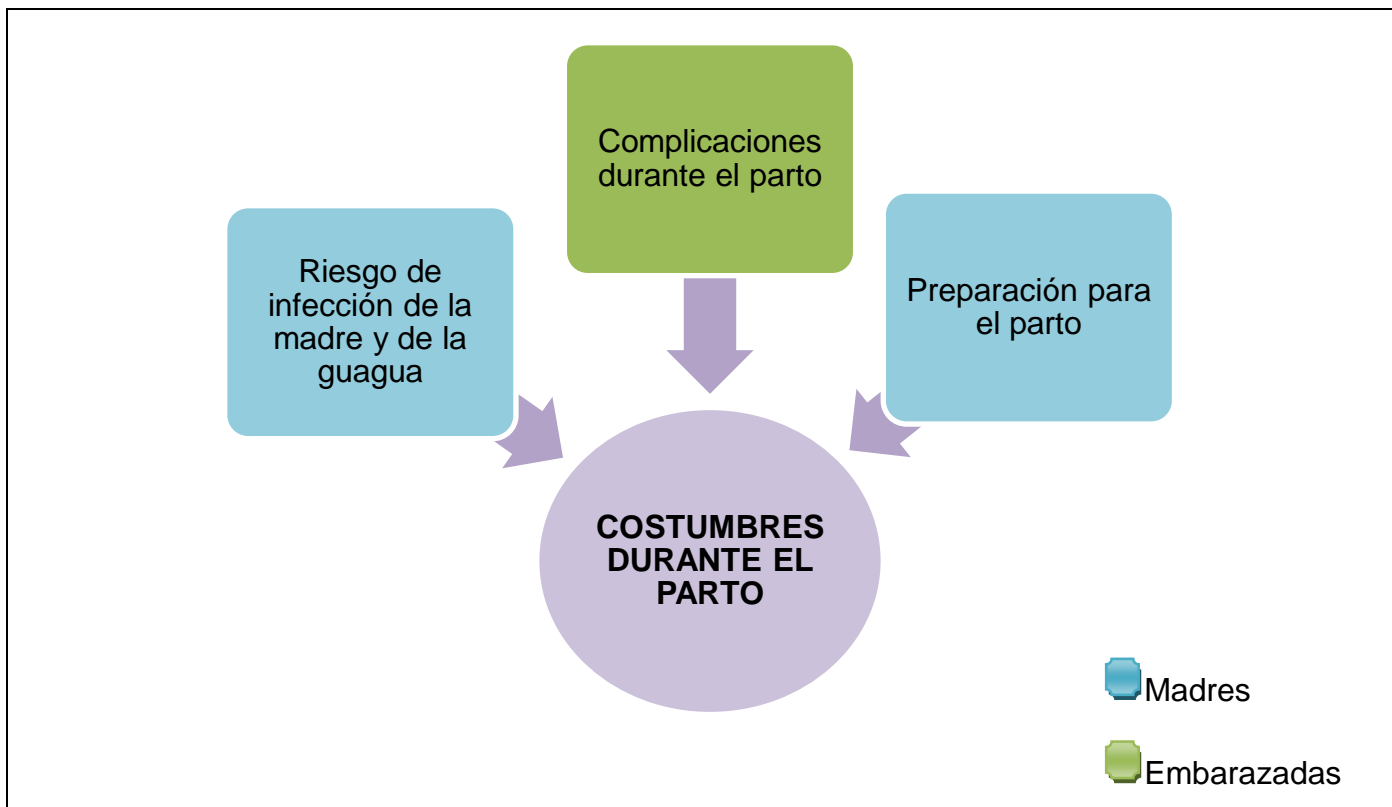 Complicaciones
durante el parto
Riesgo de
infección de la
madre y de la
guagua
Preparación para
el parto
COSTUMBRES
DURANTE EL
PARTO
Madres
Embarazadas